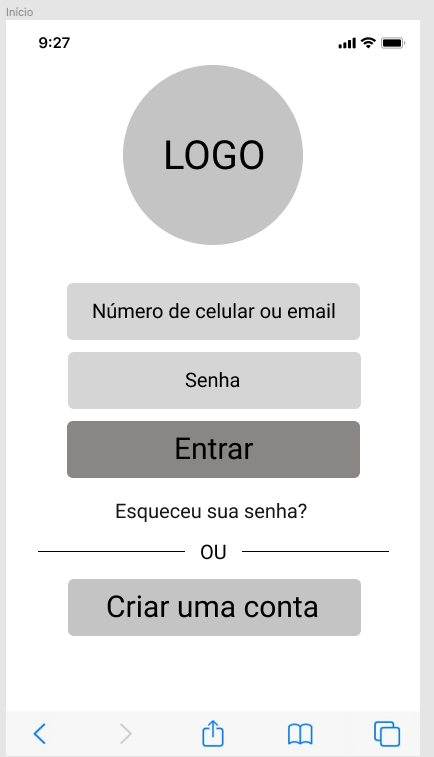 Início
9:27
LOGO
Número de celular ou email
Senha
Entrar
Esqueceu sua senha?
OU
Criar uma conta